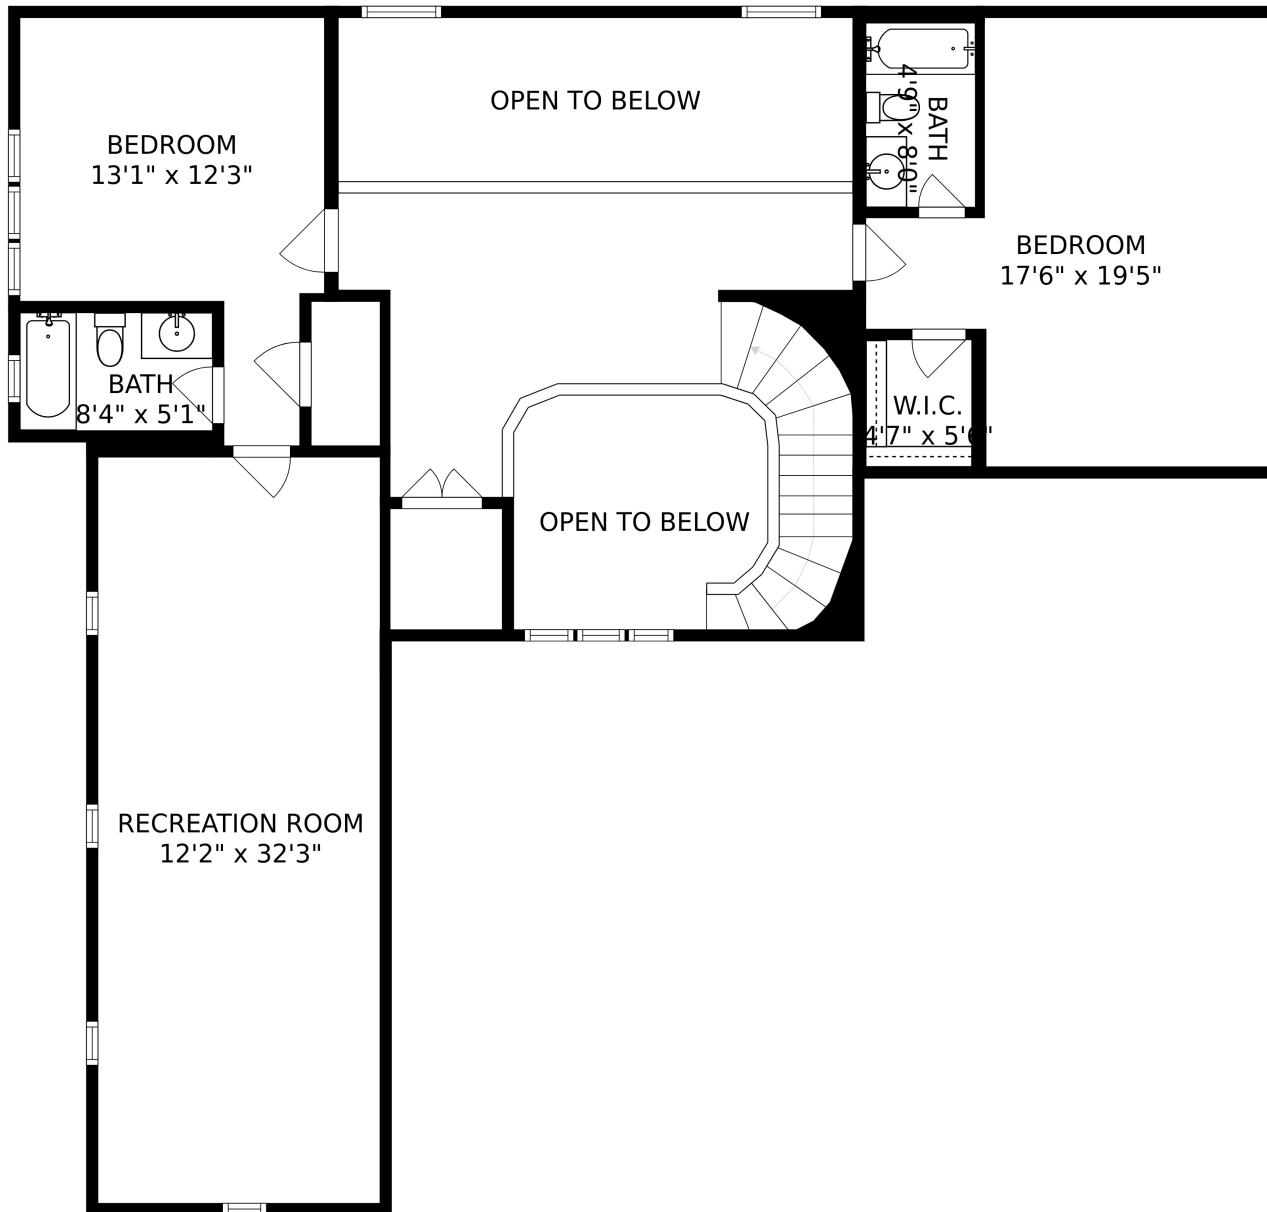 OPEN TO BELOW
BEDROOM
13'1" x 12'3"
BATH
4'9" x 8'0"
BEDROOM
17'6" x 19'5"
BATH
8'4" x 5'1"
W.I.C.
4'7" x 5'6"
OPEN TO BELOW
RECREATION ROOM
12'2" x 32'3"